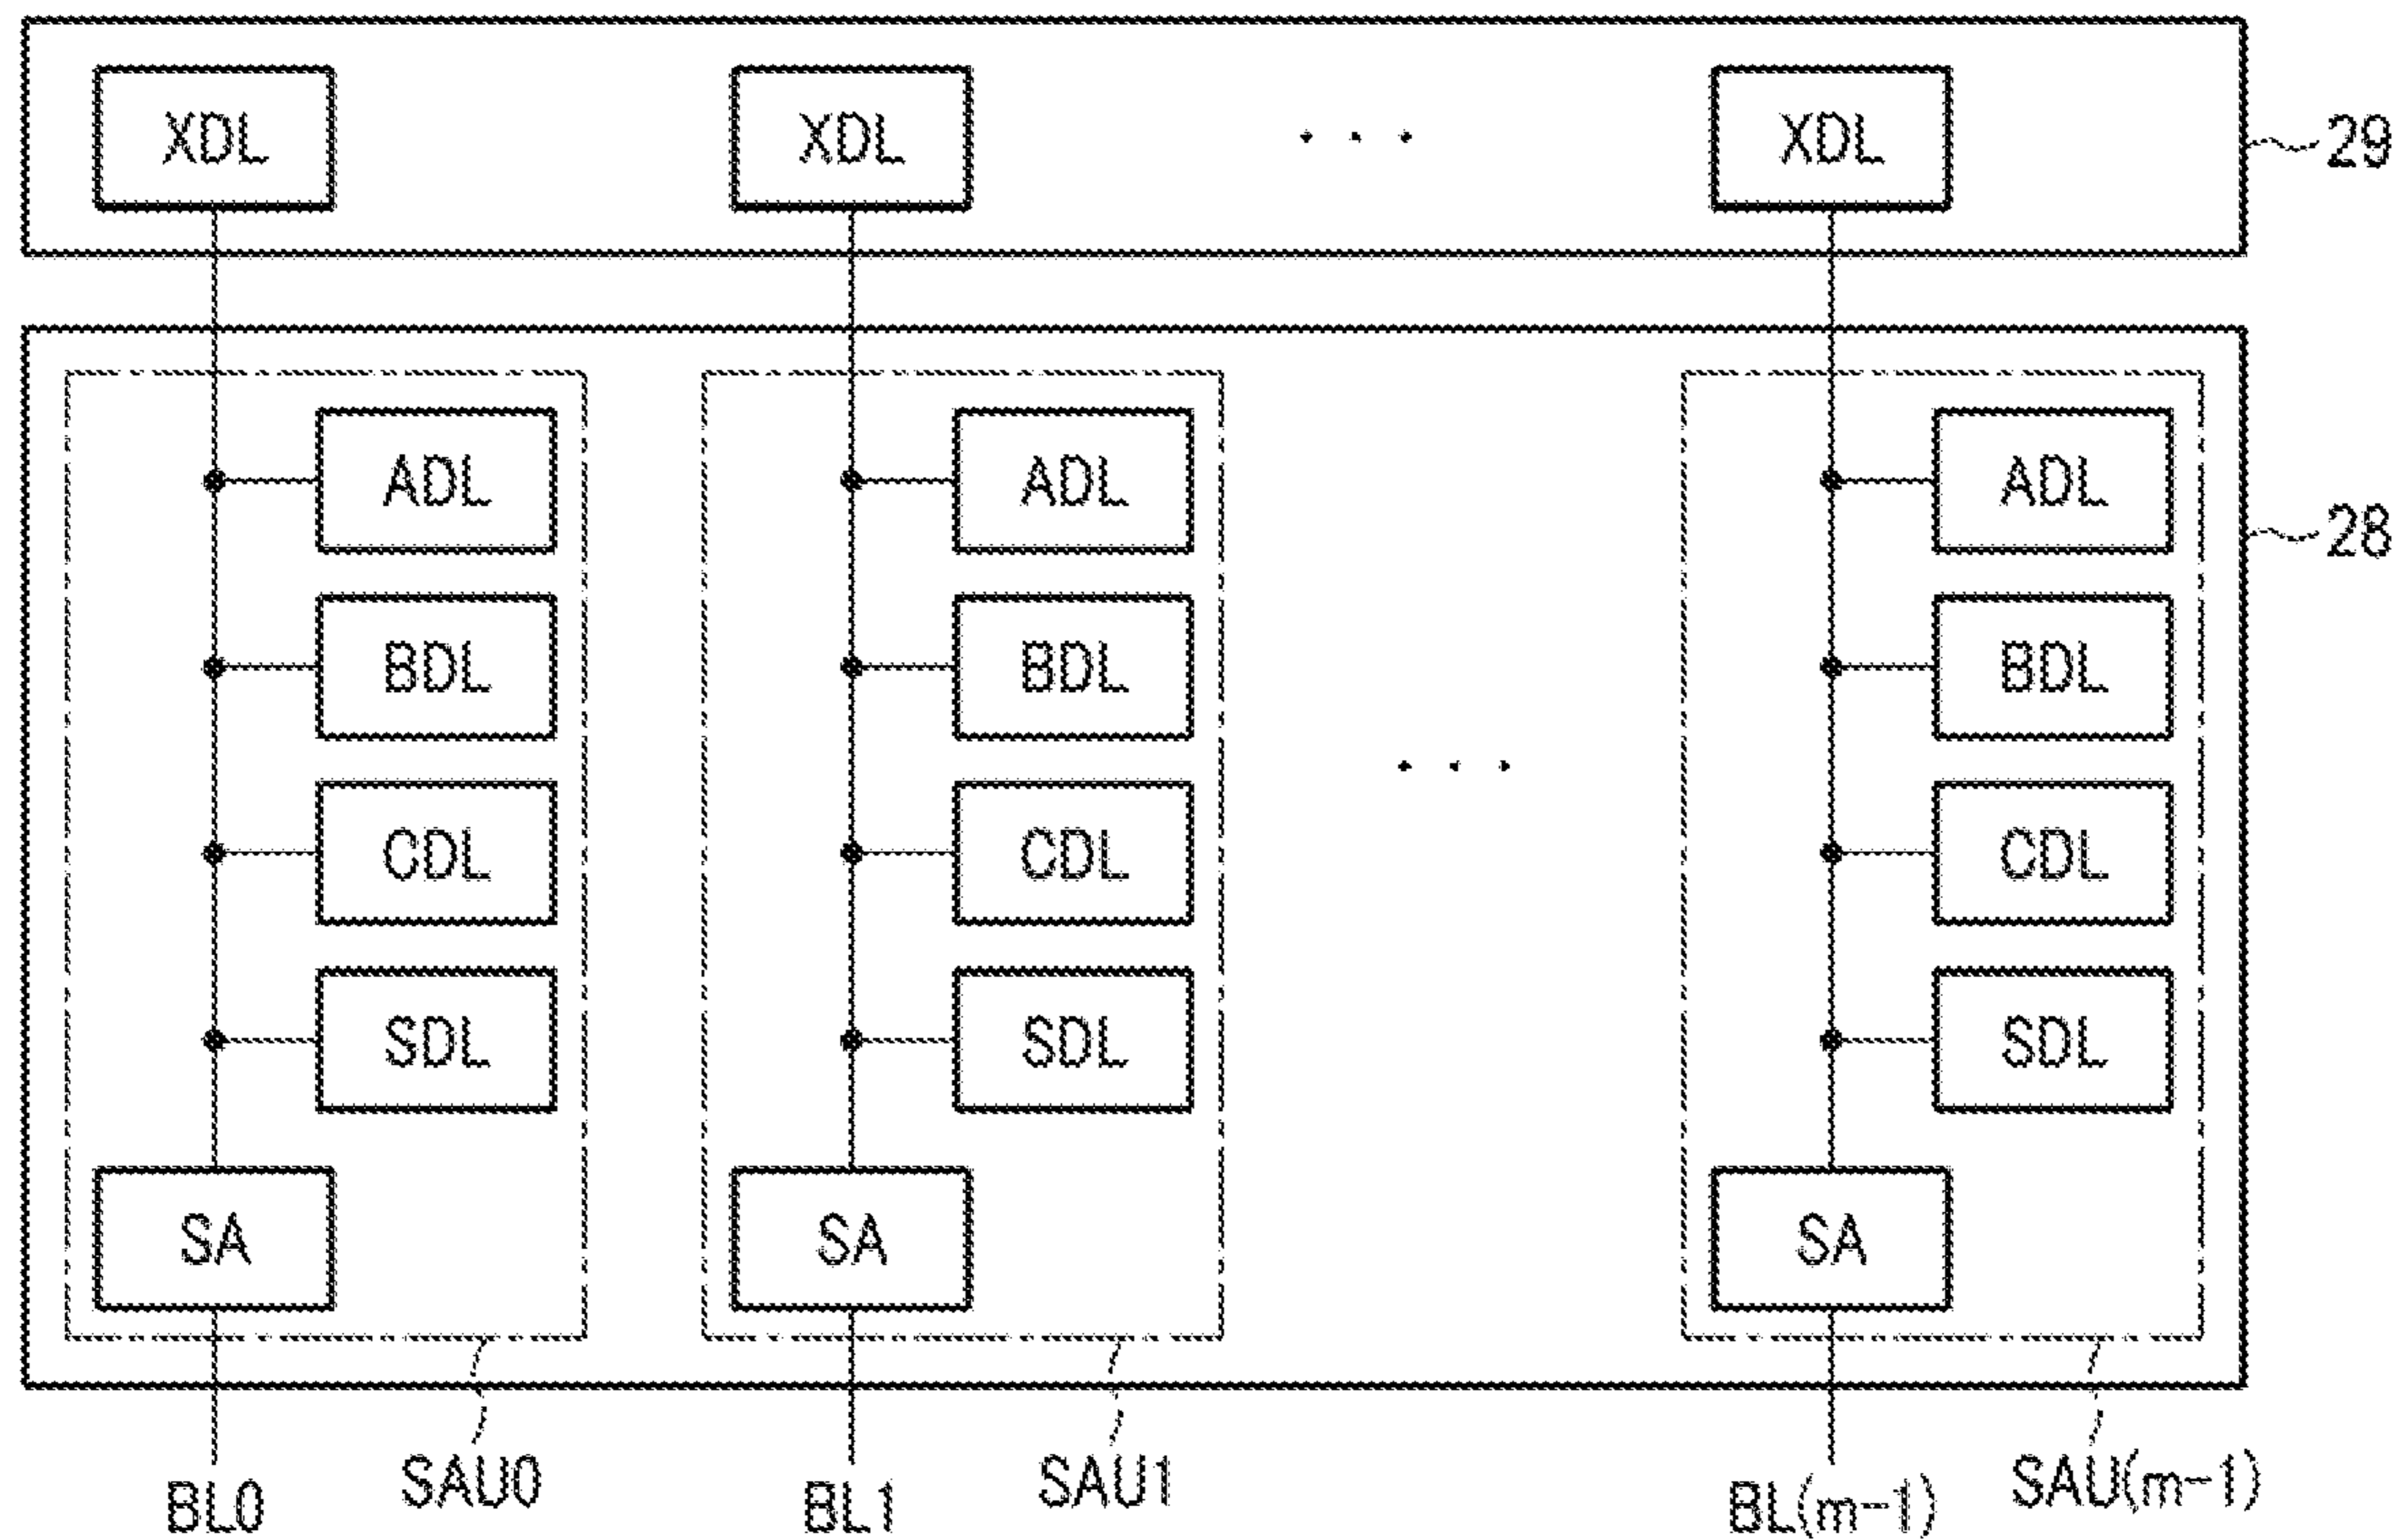 XDL XDL ... XDL 29
ADL ADL ADL
28
BDL BDL BDL
...
CDL CDL CDL
SDL SDL SDL
SA SA SA
BL0 SAU0 BL1 SAU1 BL(m-1) SAU(m-1)